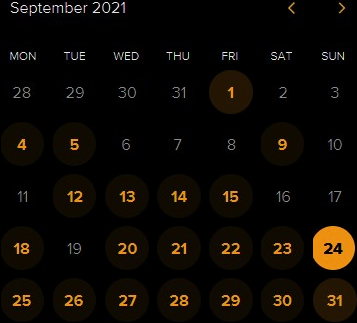 September 2021 < >
MON TUE WED THU FRI SAT SUN
28 29 30 31 1 2 3
4 5 6 7 8 9 10
11 12 13 14 15 16 17
18 19 20 21 22 23 24
25 26 27 28 29 30 31